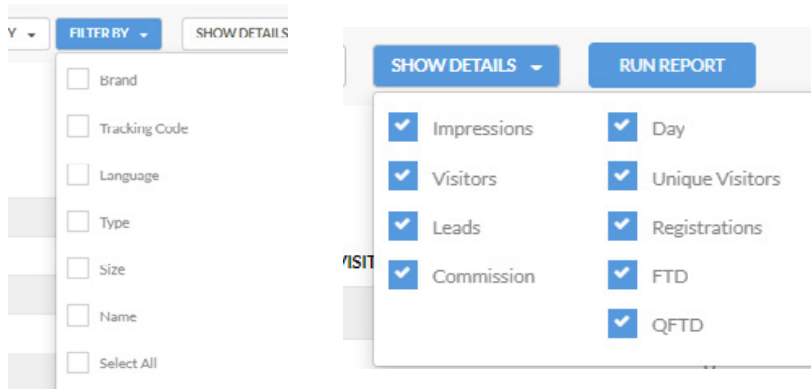 Y
FILTER BY
SHOW DETAILS
Brand
Tracking Code
Language
Type
Size
Name
Select All
SHOW DETAILS
RUN REPORT
Impressions
Day
Visitors
Unique Visitors
Leads
Registrations
Commission
FTD
QFTD
VISIT